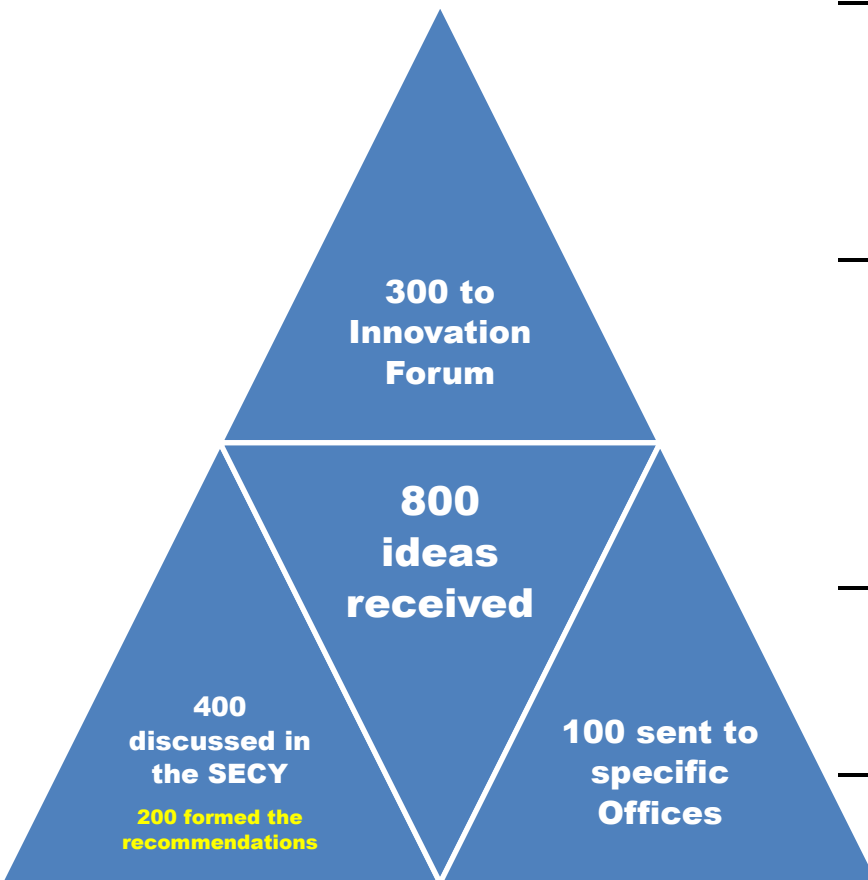 300 to
Innovation
Forum
800
ideas
received
400
discussed in
the SECY
200 formed the
recommendations
100 sent to
specific
Offices